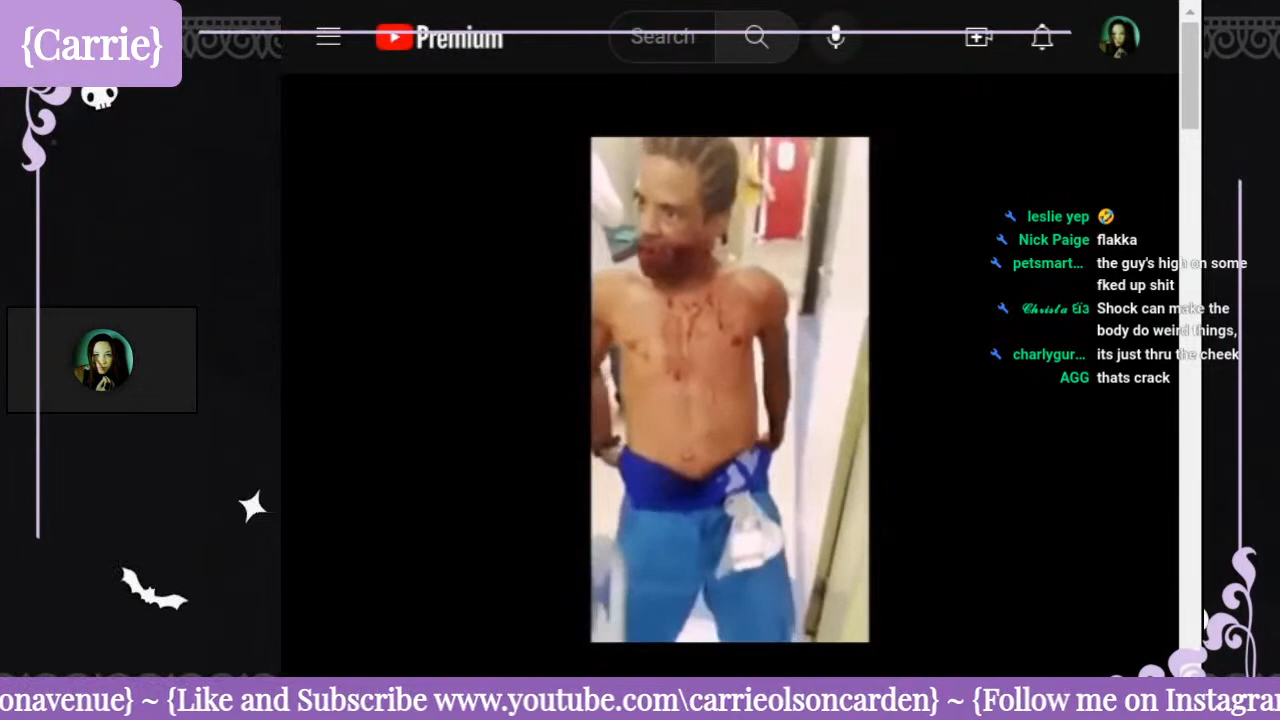 {Carrie}
Premium
Search
leslie yep 🤣
Nick Paige flakka
petsmart... the guy's high on some
fked up shit
𝓒𝓱𝓻𝓲𝓼𝓽𝓪 Ꮛїз Shock can make the
body do weird things,
charlygur... its just thru the cheek
AGG thats crack
onavenue} ~ {Like and Subscribe www.youtube.com\carrieolsoncarden} ~ {Follow me on Instagra